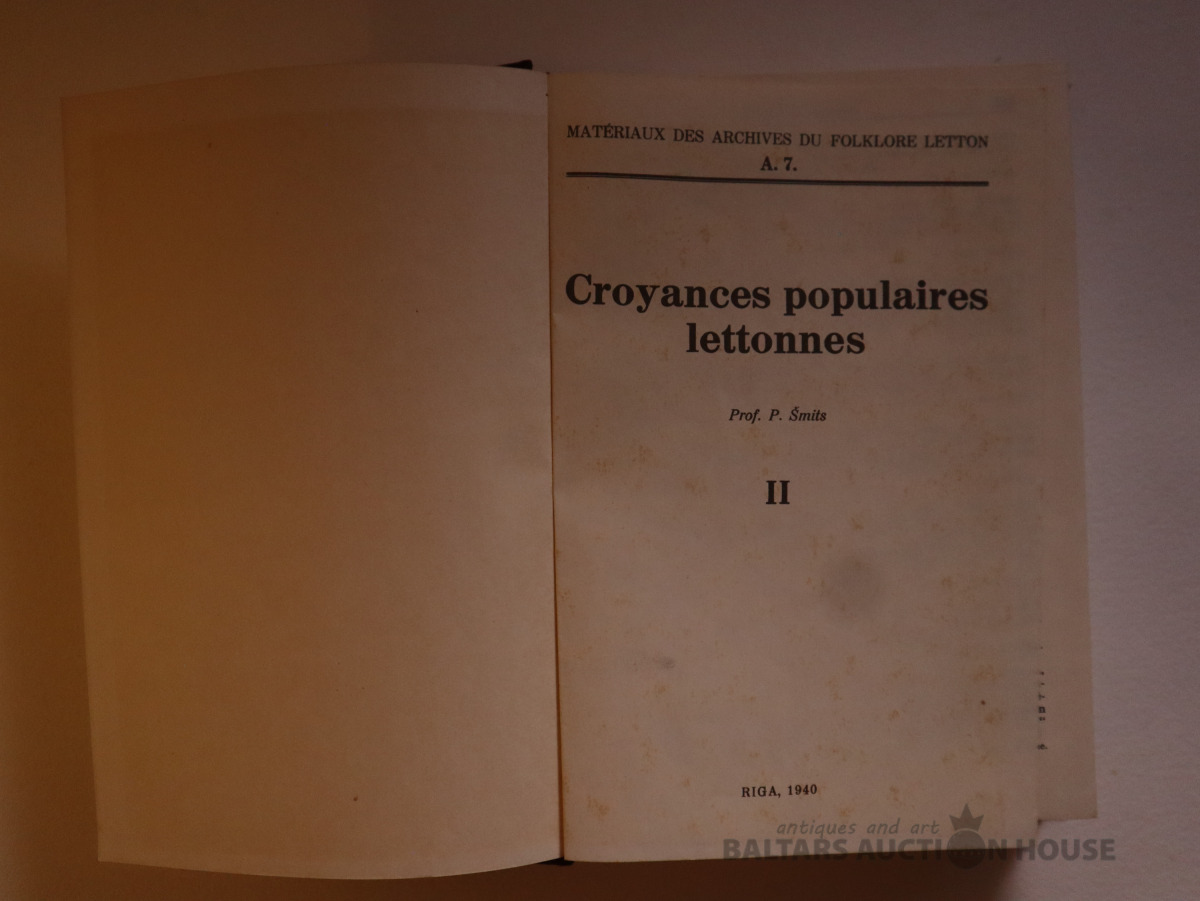 MATÉRIAUX DES ARCHIVES DU FOLKLORE LETTON
A. 7.
Croyances populaires
lettonnes
Prof. P. Šmits
II
RIGA, 1940
antiques and art
BALTARS AUCTION HOUSE